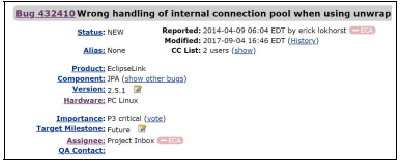 Bug 432410 Wrong handling of internal connection pool when using unwrap
Status: NEW
Alias: None
Product: EclipseLink
Component: JPA (show other bugs)
Version: 2.5.1
Hardware: PC Linux
Importance: P3 critical (vote)
Target Milestone: Future
Assignee: Project Inbox ECA
QA Contact:
Reported: 2014-04-09 06:04 EDT by erick lokhorst ECA
Modified: 2017-09-04 16:46 EDT (History)
CC List: 2 users (show)